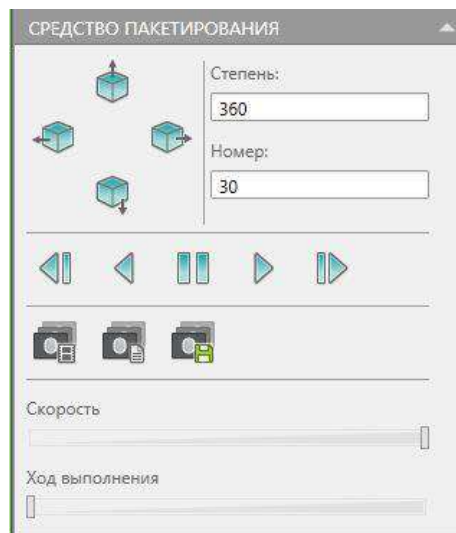 СРЕДСТВО ПАКЕТИРОВАНИЯ
Степень:
360
Номер:
30
Скорость
Ход выполнения